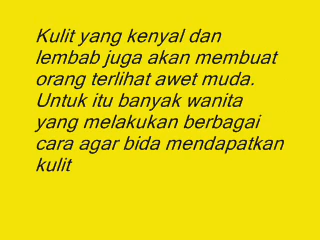 Kulit yang kenyal dan
lembab juga akan membuat
orang terlihat awet muda.
Untuk itu banyak wanita
yang melakukan berbagai
cara agar bida mendapatkan
kulit